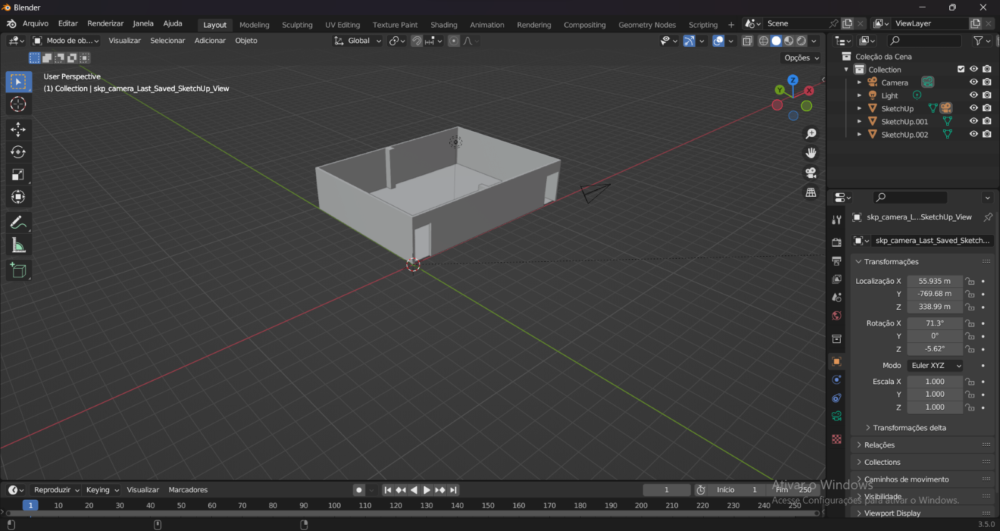 Blender
Arquivo Editar Renderizar Janela Ajuda Layout Modeling Sculpting UV Editing Texture Paint Shading Animation Rendering Compositing Geometry Nodes Scripting + Scene ViewLayer
Modo de ob... Visualizar Selecionar Adicionar Objeto Global
Opções
User Perspective
(1) Collection | skp_camera_Last_Saved_SketchUp_View
Z
Y
X
Coleção da Cena
Collection
Camera
Light
SketchUp
SketchUp.001
SketchUp.002
skp_camera_L...SketchUp_View
skp_camera_Last_Saved_Sketch...
Transformações
Localização X 55.935 m
Y -769.68 m
Z 338.99 m
Rotação X 71.3°
Y 0°
Z -5.62°
Modo Euler XYZ
Escala X 1.000
Y 1.000
Z 1.000
Transformações delta
Relações
Collections
Caminhos de movimento
Visibilidade
Viewport Display
Ativar o Windows
Acesse Configurações para ativar o Windows.
Reproduzir Keying Visualizar Marcadores 1 Início 1 Fim 250
1 10 20 30 40 50 60 70 80 90 100 110 120 130 140 150 160 170 180 190 200 210 220 230 240 250
3.5.0